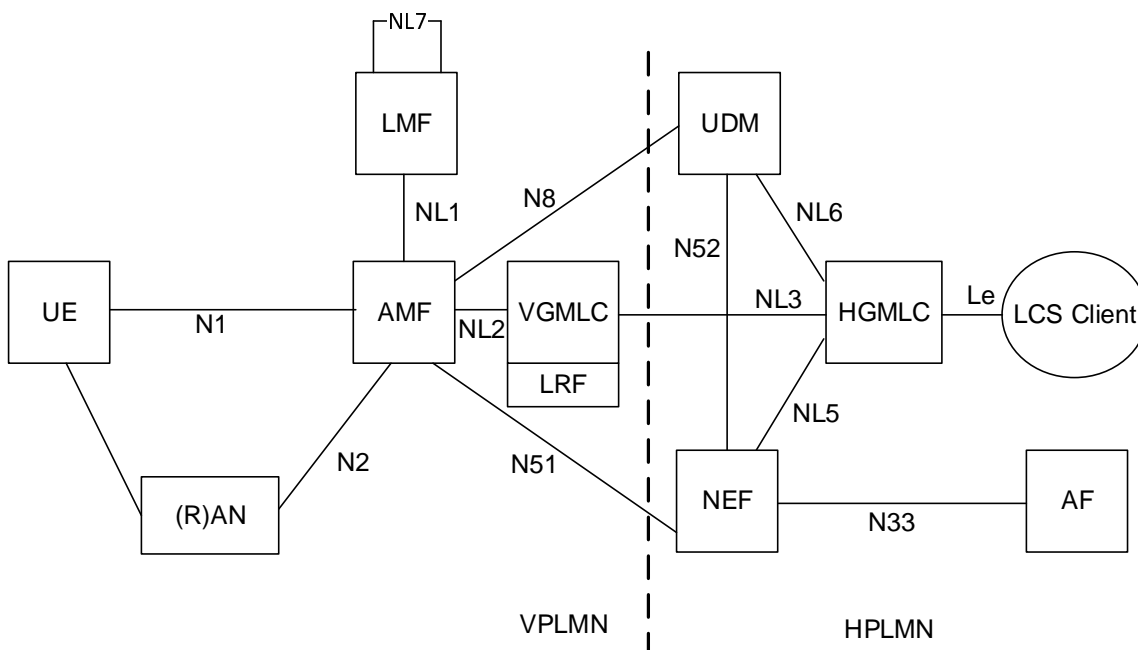 NL7
LMF
UDM
NL1
N8
NL6
N52
UE
N1
AMF
NL2
VGMLC
LRF
NL3
HGMLC
Le
LCS Client
NL5
N2
N51
(R)AN
NEF
N33
AF
VPLMN
HPLMN